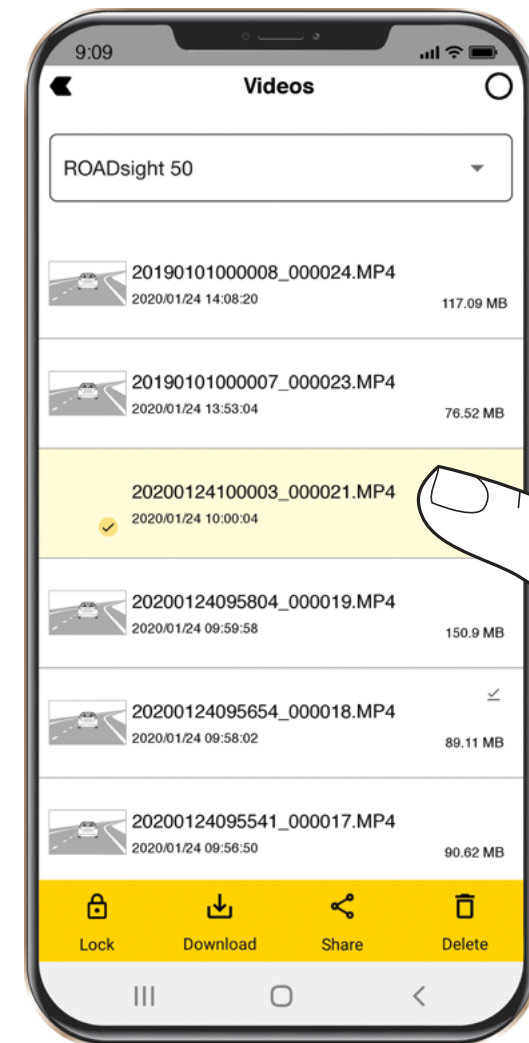 9:09
Videos
ROADsight 50
20190101000008_000024.MP4
2020/01/24 14:08:20
117.09 MB
20190101000007_000023.MP4
2020/01/24 13:53:04
76.52 MB
20200124100003_000021.MP4
2020/01/24 10:00:04
20200124095804_000019.MP4
2020/01/24 09:59:58
150.9 MB
20200124095654_000018.MP4
2020/01/24 09:58:02
89.11 MB
20200124095541_000017.MP4
2020/01/24 09:56:50
90.62 MB
Lock Download Share Delete